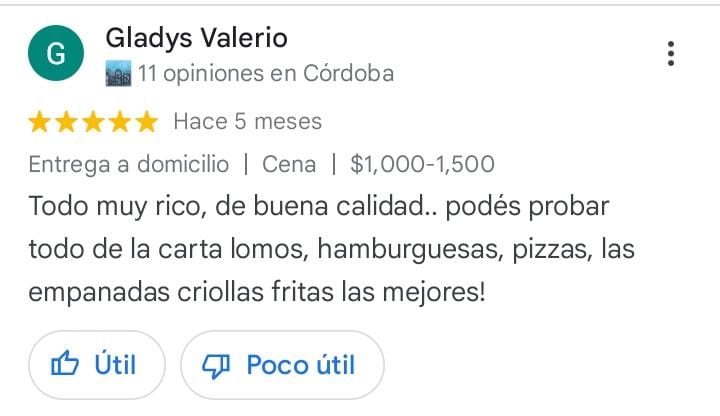 G
Gladys Valerio
11 opiniones en Córdoba
Hace 5 meses
Entrega a domicilio | Cena | $1,000-1,500
Todo muy rico, de buena calidad.. podés probar
todo de la carta lomos, hamburguesas, pizzas, las
empanadas criollas fritas las mejores!
Útil
Poco útil